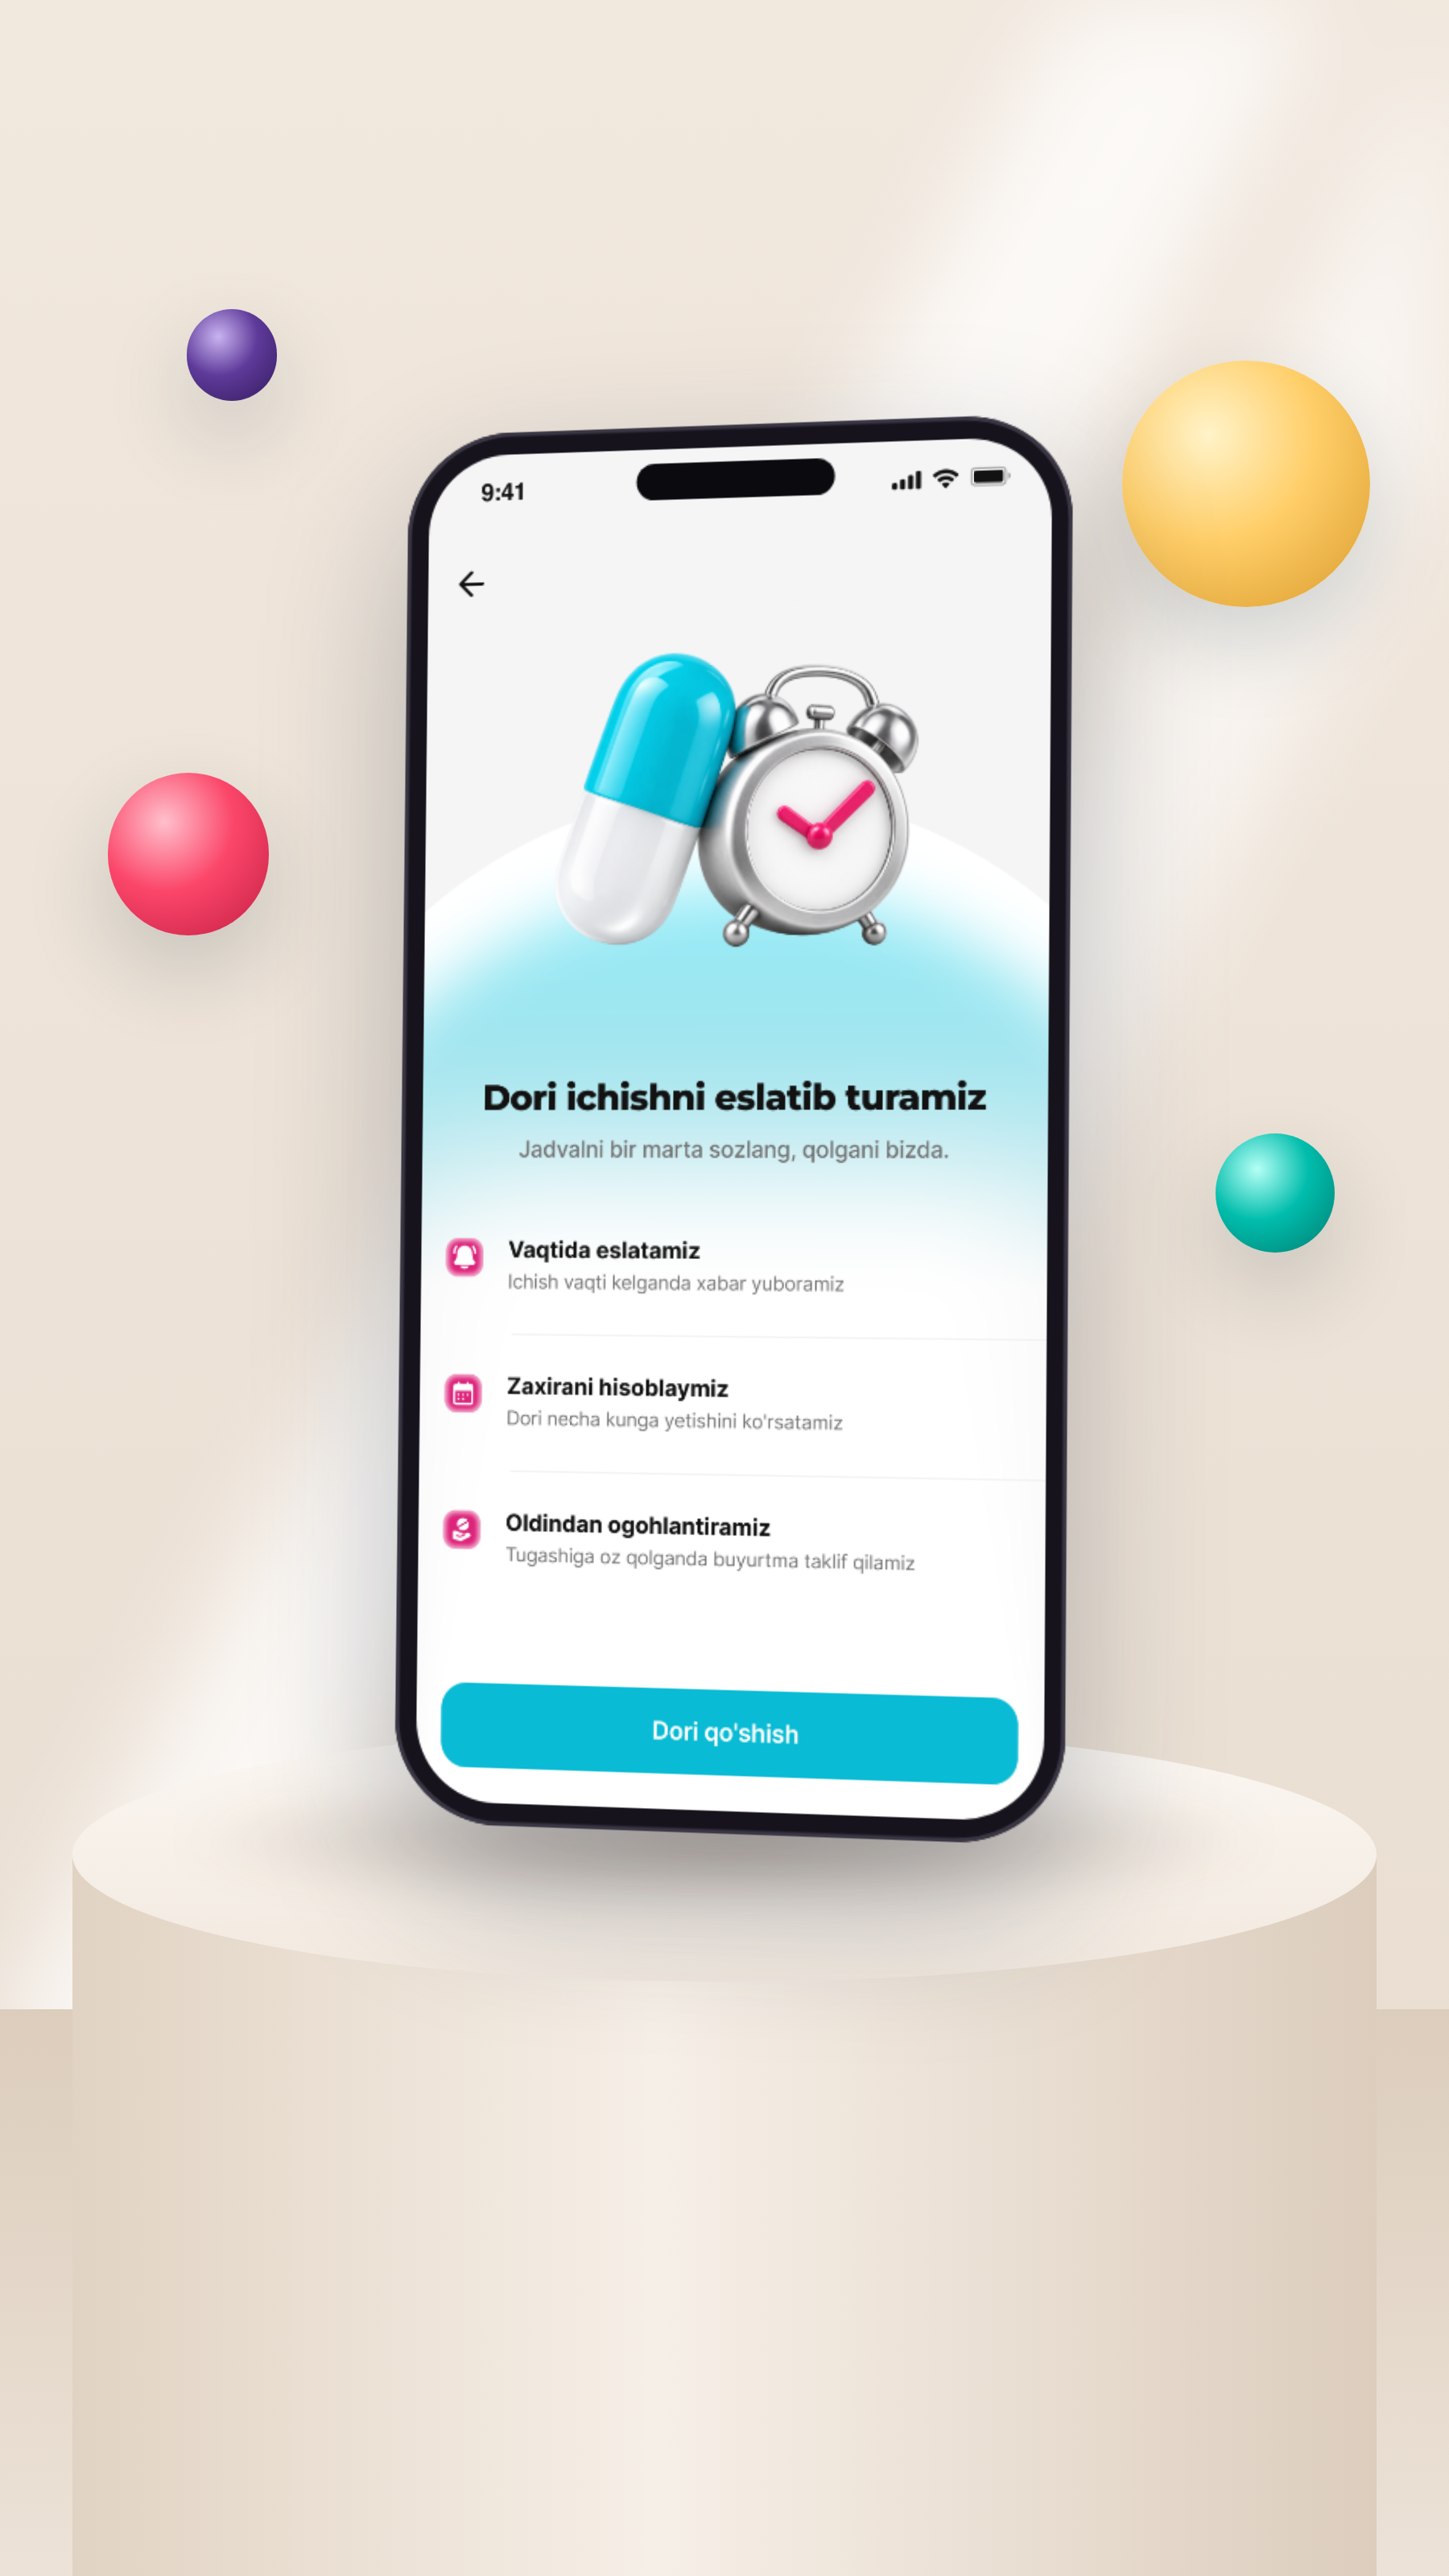 9:41
Dori ichishni eslatib turamiz
Jadvalni bir marta sozlang, qolgani bizda.
Vaqtida eslatamiz
Ichish vaqti kelganda xabar yuboramiz
Zaxirani hisoblaymiz
Dori necha kunga yetishini ko'rsatamiz
Oldindan ogohlantiramiz
Tugashiga oz qolganda buyurtma taklif qilamiz
Dori qo'shish